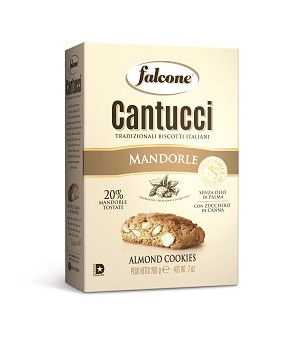 falcone
Cantucci
TRADIZIONALI BISCOTTI ITALIANI
MANDORLE
20%
MANDORLE
TOSTATE
SENZA OLIO
DI PALMA
CON ZUCCHERO
DI CANNA
ALMOND COOKIES
PESO NETTO 200 g ℮ NET WT. 7 oz